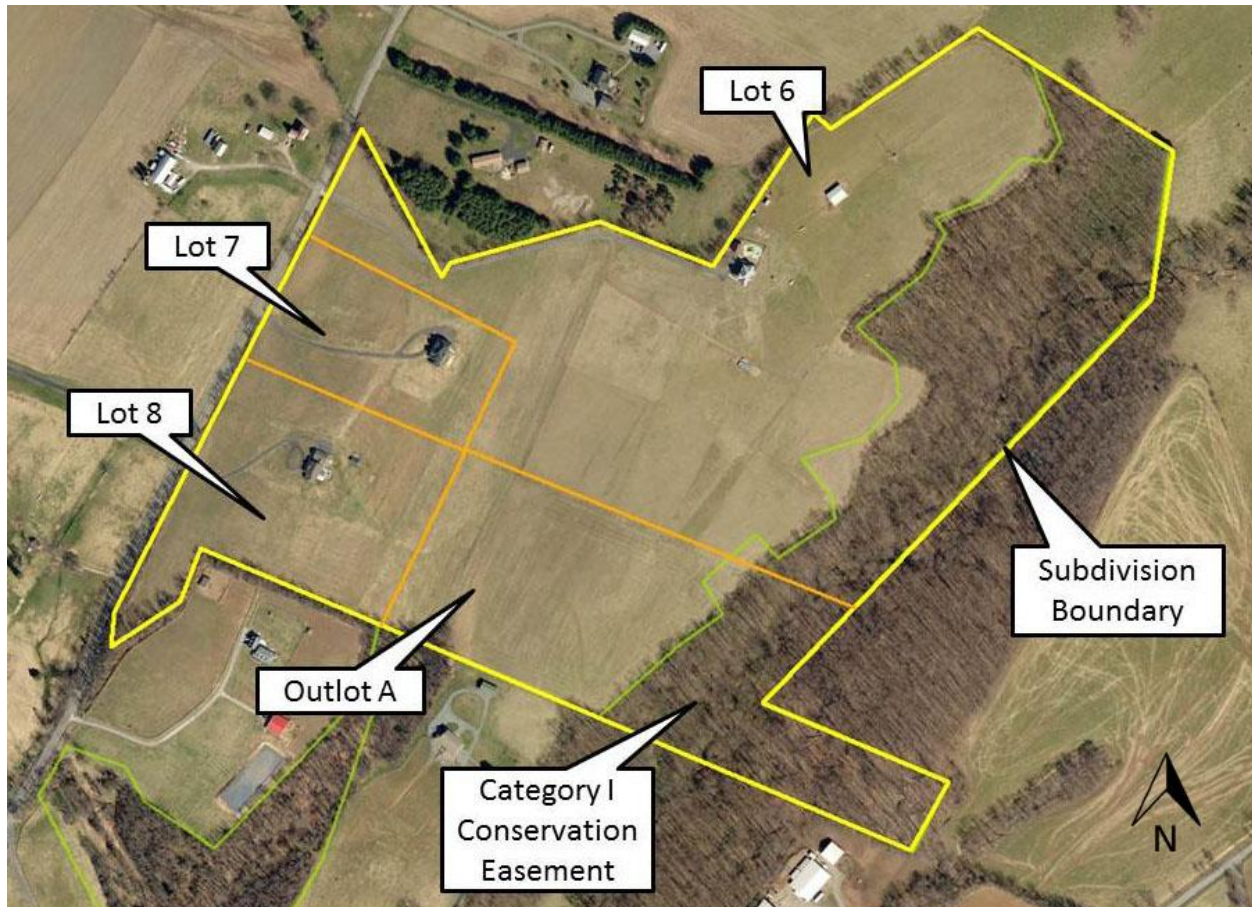 Lot 6
Lot 7
Lot 8
Subdivision
Boundary
Outlot A
Category I
Conservation
Easement
N